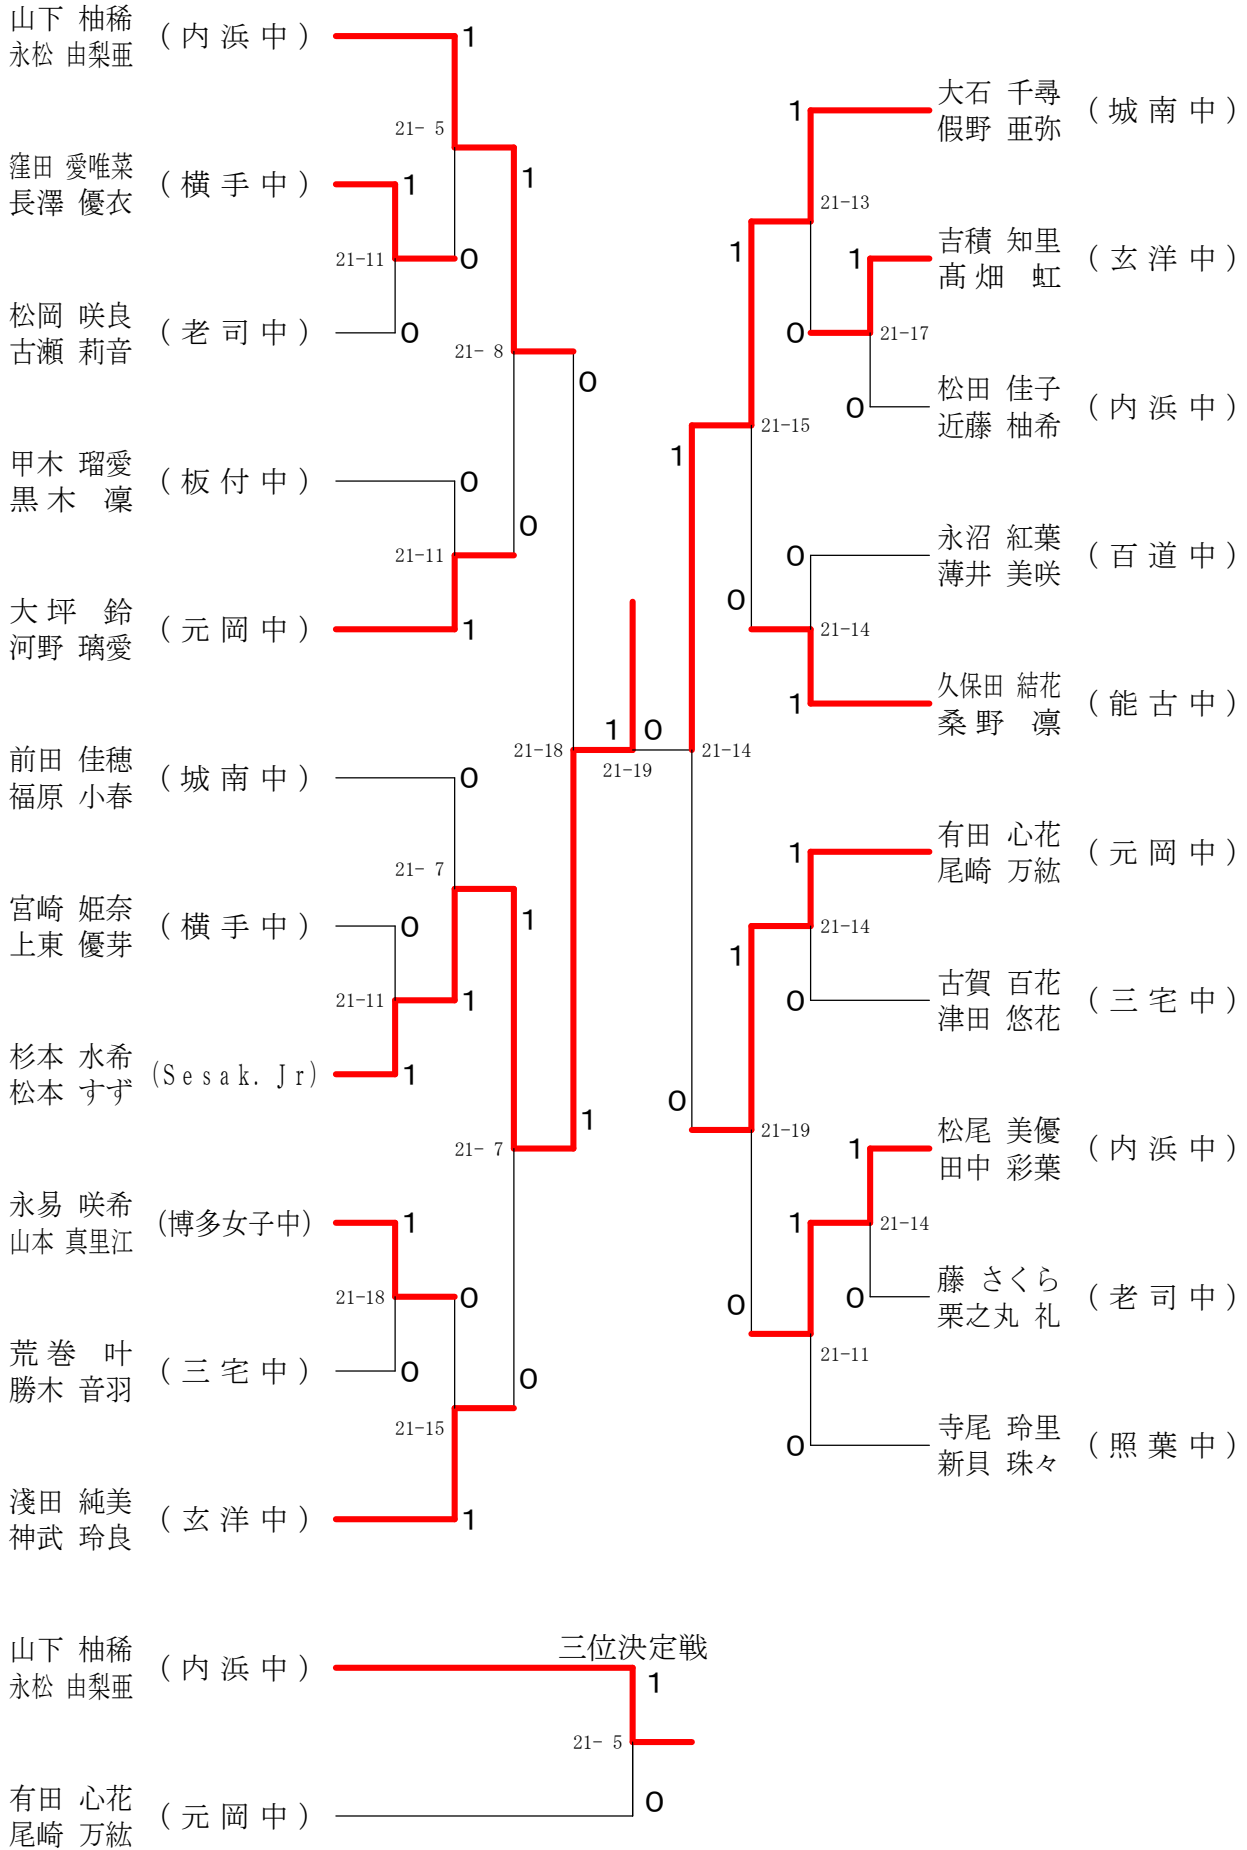 山下 柚稀
永松 由梨亜
（内浜中）
1
21- 5
窪田 愛唯菜
長澤 優衣
（横手中）
1
21-11
0
松岡 咲良
古瀬 莉音
（老司中）
0
1
21- 8
0
甲木 瑠愛
黒木 凜
（板付中）
0
21-11
0
大坪 鈴
河野 璃愛
（元岡中）
1
前田 佳穂
福原 小春
（城南中）
0
21- 7
宮崎 姫奈
上東 優芽
（横手中）
0
21-11
1
杉本 水希
松本 すず
(Sesak. Jr)
1
1
21- 7
1
永易 咲希
山本 真里江
(博多女子中)
1
21-18
0
荒巻 叶
勝木 音羽
（三宅中）
0
21-15
0
淺田 純美
神武 玲良
（玄洋中）
1
21-18
1 0
21-19
21-14
大石 千尋
假野 亜弥
（城南中）
1
21-13
吉積 知里
髙畑 虹
（玄洋中）
1
0
21-17
松田 佳子
近藤 柚希
（内浜中）
0
1
21-15
1
永沼 紅葉
薄井 美咲
（百道中）
0
0
21-14
久保田 結花
桑野 凛
（能古中）
1
有田 心花
尾崎 万紘
（元岡中）
1
21-14
1
古賀 百花
津田 悠花
（三宅中）
0
0
21-19
松尾 美優
田中 彩葉
（内浜中）
1
1
21-14
藤 さくら
栗之丸 礼
（老司中）
0
0
21-11
寺尾 玲里
新貝 珠々
（照葉中）
0
三位決定戦
山下 柚稀
永松 由梨亜
（内浜中）
1
21- 5
有田 心花
尾崎 万紘
（元岡中）
0